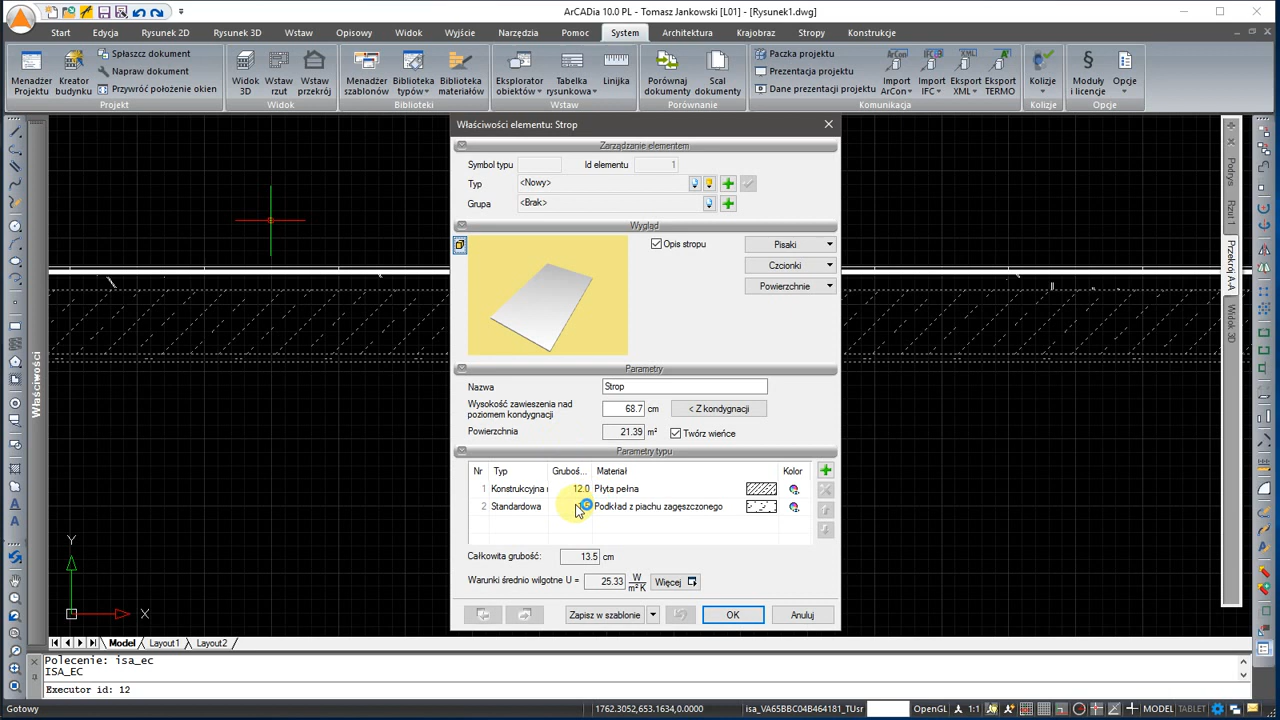 ArCADia 10.0 PL - Tomasz Jankowski [L01] - [Rysunek1.dwg]
Start Edycja Rysunek 2D Rysunek 3D Wstaw Opisowy Widok Wyjście Narzędzia Pomoc System Architektura Krajobraz Stropy Konstrukcje
Menadżer Projektu
Kreator budynku
Spłaszcz dokument
Napraw dokument
Przywróć położenie okien
Projekt
Widok 3D
Wstaw rzut
Wstaw przekrój
Widok
Menadżer szablonów
Biblioteka typów
Biblioteka materiałów
Biblioteki
Eksplorator obiektów
Tabelka rysunkowa
Linijka
Wstaw
Porównaj dokumenty
Scal dokumenty
Porównanie
Paczka projektu
Prezentacja projektu
Dane prezentacji projektu
Import ArCon
Import IFC
Eksport XML
Eksport TERMO
Komunikacja
Kolizje
Kolizje
Moduły i licencje
Opcje
Opcje
Właściwości
Właściwości elementu: Strop
Zarządzanie elementem
Symbol typu
Id elementu 1
Typ <Nowy>
Grupa <Brak>
Wygląd
Opis stropu
Pisaki
Czcionki
Powierzchnie
Parametry
Nazwa Strop
Wysokość zawieszenia nad
poziomem kondygnacji
68.7 cm
< Z kondygnacji
Powierzchnia 21.39 m²
Twórz wieńce
Parametry typu
Nr Typ Gruboś... Materiał Kolor
1 Konstrukcyjna 12.0 Płyta pełna
2 Standardowa Podkład z piachu zagęszczonego
Całkowita grubość: 13.5 cm
Warunki średnio wilgotne U = 25.33 W
m² K
Więcej
Zapisz w szablonie
OK
Anuluj
Podrys
Rzut 1
Przekrój A-A
Widok 3D
Y
X
Model Layout1 Layout2
Polecenie: isa_ec
ISA_EC
Executor id: 12
Gotowy
1762.3052,653.1634,0.0000
isa_VA65BBC04B464181_TUsr
OpenGL
1:1
MODEL
TABLET